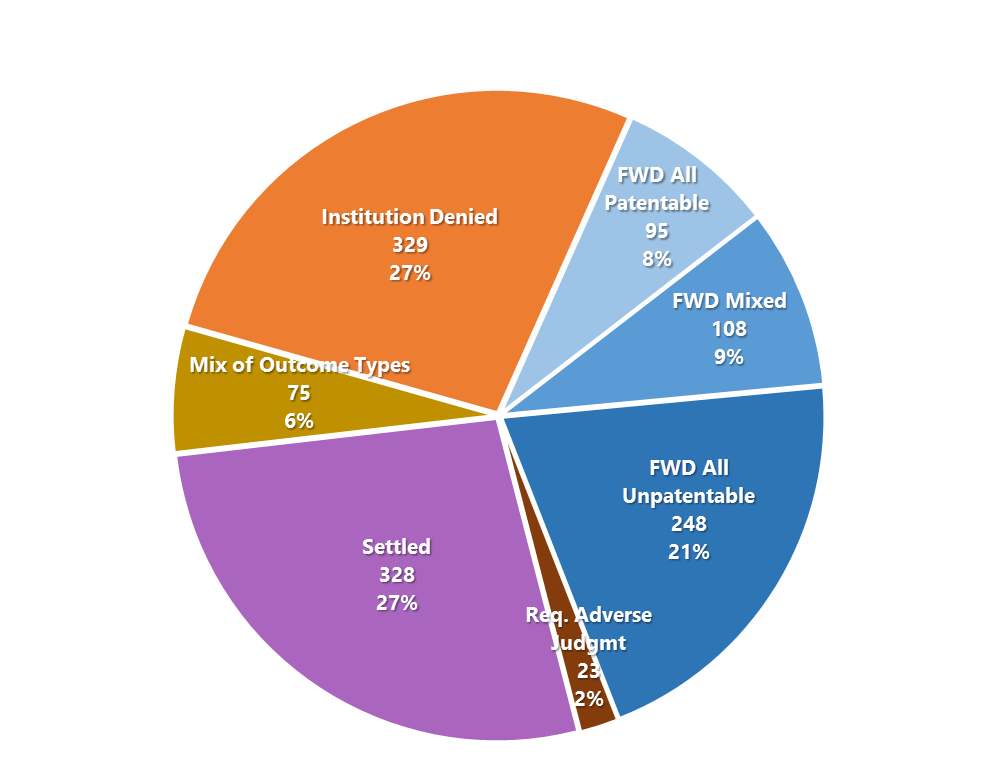 Institution Denied
329
27%
FWD All
Patentable
95
8%
FWD Mixed
108
9%
Mix of Outcome Types
75
6%
FWD All
Unpatentable
248
21%
Settled
328
27%
Req. Adverse
Judgmt
23
2%